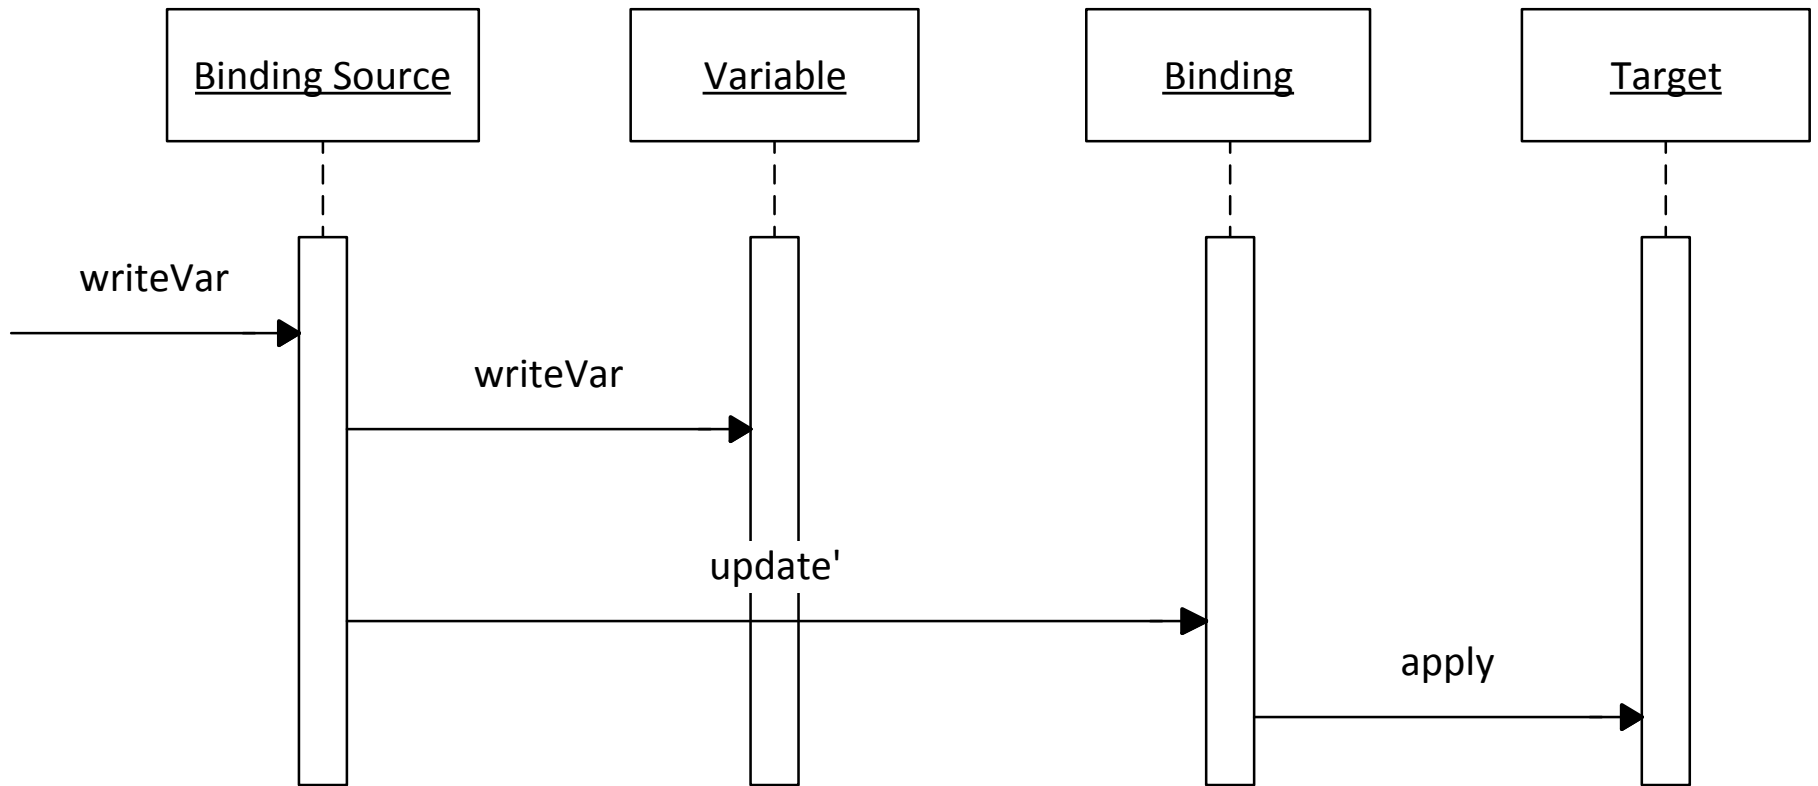 Binding Source
Variable
Binding
Target
writeVar
writeVar
update'
apply